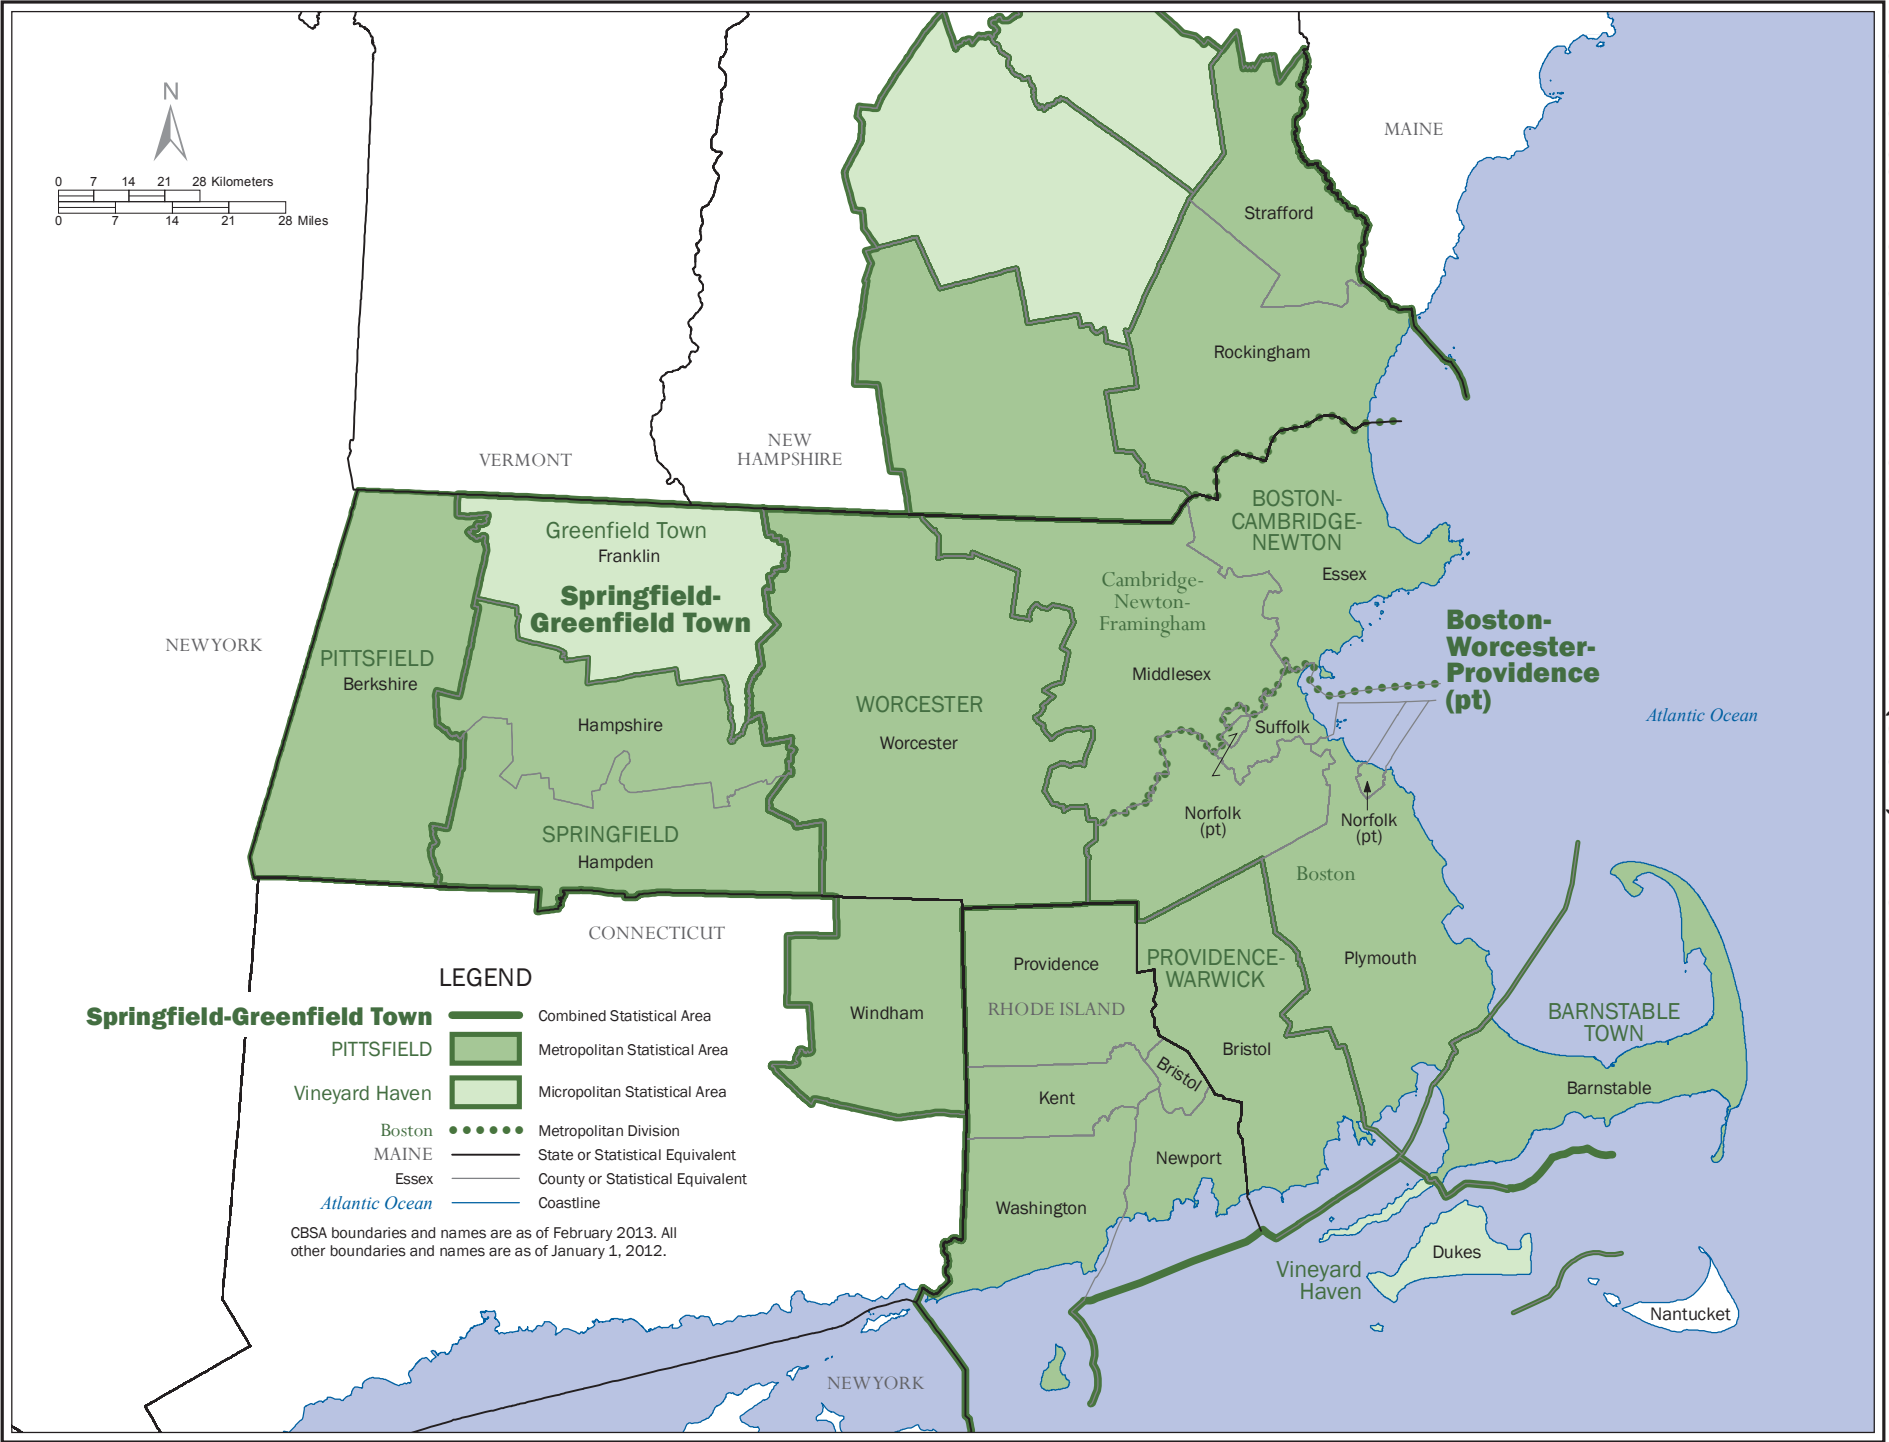 N
0 7 14 21 28 Kilometers
0 7 14 21 28 Miles
MAINE
Strafford
Rockingham
VERMONT
NEW
HAMPSHIRE
BOSTON-
CAMBRIDGE-
NEWTON
Essex
Greenfield Town
Franklin
Springfield-
Greenfield Town
Cambridge-
Newton-
Framingham
Middlesex
Boston-
Worcester-
Providence
(pt)
NEW YORK
PITTSFIELD
Berkshire
Hampshire
WORCESTER
Worcester
Suffolk
Atlantic Ocean
Norfolk
(pt)
Norfolk
(pt)
SPRINGFIELD
Hampden
Boston
CONNECTICUT
Providence
RHODE ISLAND
PROVIDENCE-
WARWICK
Plymouth
Windham
BARNSTABLE
TOWN
Barnstable
Bristol
Bristol
Kent
Newport
Washington
Dukes
Vineyard
Haven
Nantucket
NEW YORK
LEGEND
Springfield-Greenfield Town Combined Statistical Area
PITTSFIELD Metropolitan Statistical Area
Vineyard Haven Micropolitan Statistical Area
Boston Metropolitan Division
MAINE State or Statistical Equivalent
Essex County or Statistical Equivalent
Atlantic Ocean Coastline
CBSA boundaries and names are as of February 2013. All
other boundaries and names are as of January 1, 2012.